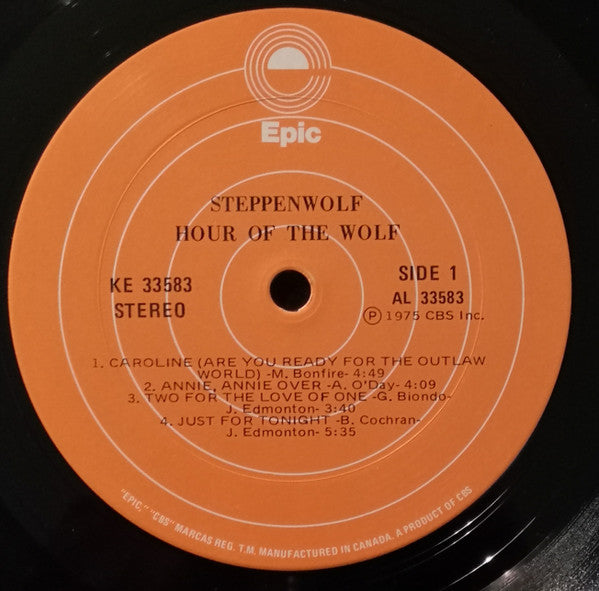 Epic
STEPPENWOLF
HOUR OF THE WOLF
KE 33583
STEREO
SIDE 1
AL 33583
Ⓟ 1975 CBS Inc.
1. CAROLINE (ARE YOU READY FOR THE OUTLAW
WORLD) -M. Bonfire- 4:49
2. ANNIE, ANNIE OVER -A. O'Day- 4:09
3. TWO FOR THE LOVE OF ONE -G. Biondo-
J. Edmonton- 3:40
4. JUST FOR TONIGHT -B. Cochran-
J. Edmonton- 5:35
"EPIC," "CBS" MARCAS REG. T.M. MANUFACTURED IN CANADA. A PRODUCT OF CBS